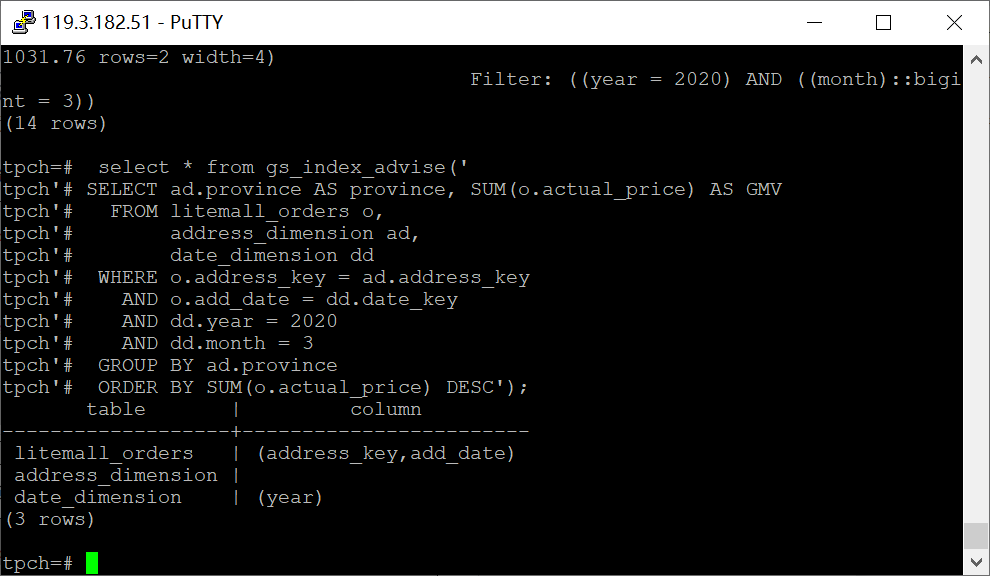 119.3.182.51 - PuTTY
1031.76 rows=2 width=4)
                                       Filter: ((year = 2020) AND ((month)::bigi
nt = 3))
(14 rows)

tpch=#  select * from gs_index_advise('
tpch'# SELECT ad.province AS province, SUM(o.actual_price) AS GMV
tpch'#   FROM litemall_orders o,
tpch'#        address_dimension ad,
tpch'#        date_dimension dd
tpch'#  WHERE o.address_key = ad.address_key
tpch'#    AND o.add_date = dd.date_key
tpch'#    AND dd.year = 2020
tpch'#    AND dd.month = 3
tpch'#  GROUP BY ad.province
tpch'#  ORDER BY SUM(o.actual_price) DESC');
       table       |         column
-------------------+------------------------
 litemall_orders   | (address_key,add_date)
 address_dimension |
 date_dimension    | (year)
(3 rows)

tpch=#